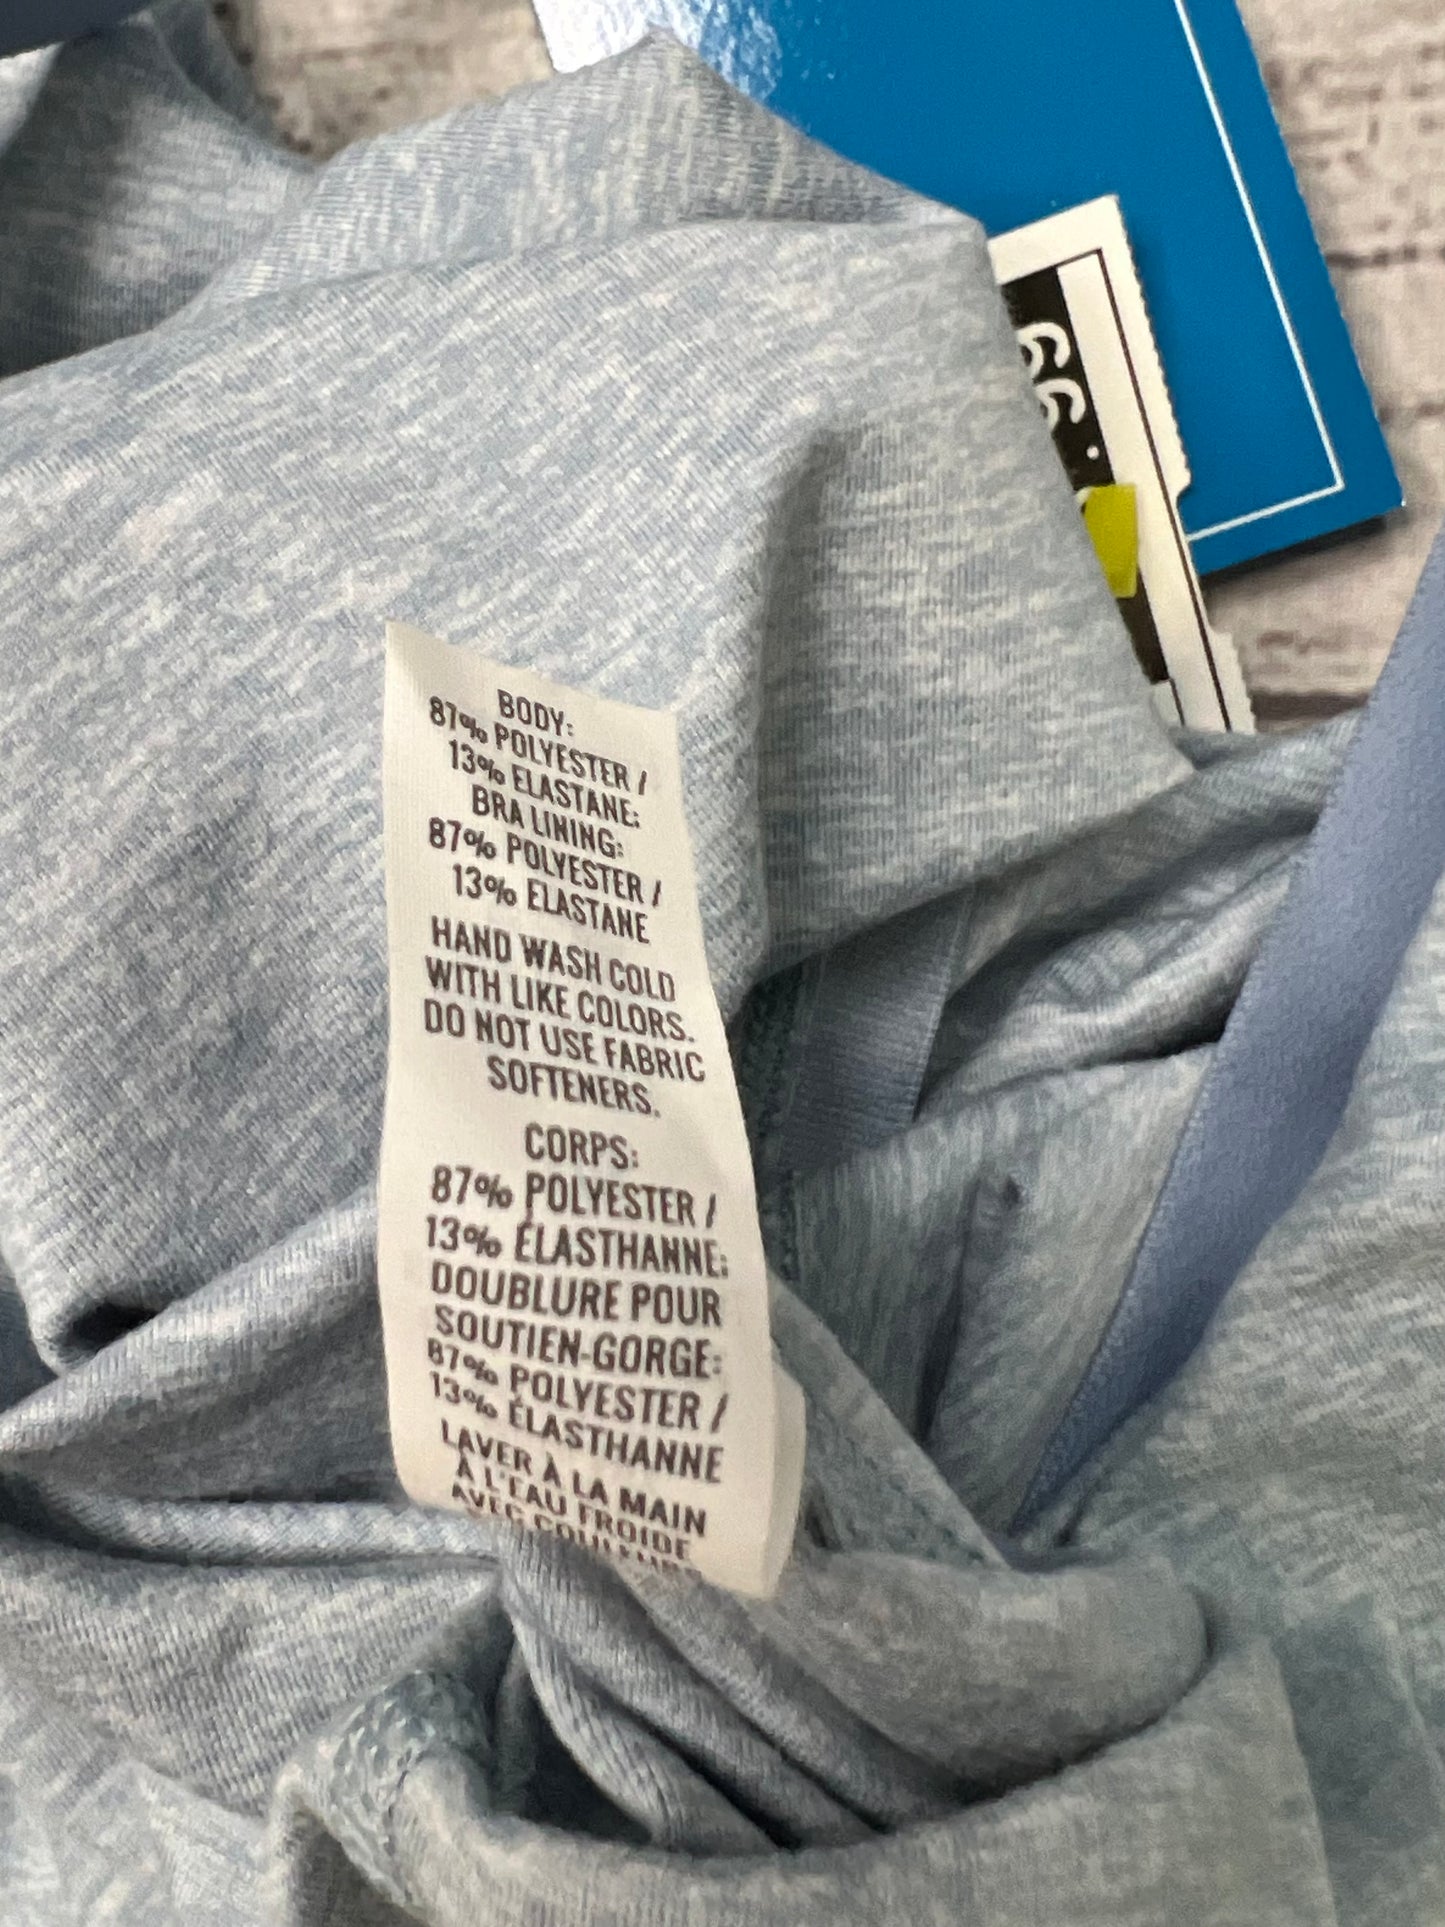 BODY:
87% POLYESTER /
13% ELASTANE;
BRA LINING:
87% POLYESTER /
13% ELASTANE
HAND WASH COLD
WITH LIKE COLORS.
DO NOT USE FABRIC
SOFTENERS.
CORPS:
87% POLYESTER /
13% ÉLASTHANNE;
DOUBLURE POUR
SOUTIEN-GORGE:
87% POLYESTER /
13% ÉLASTHANNE
LAVER À LA MAIN
À L'EAU FROIDE
AVEC
.99